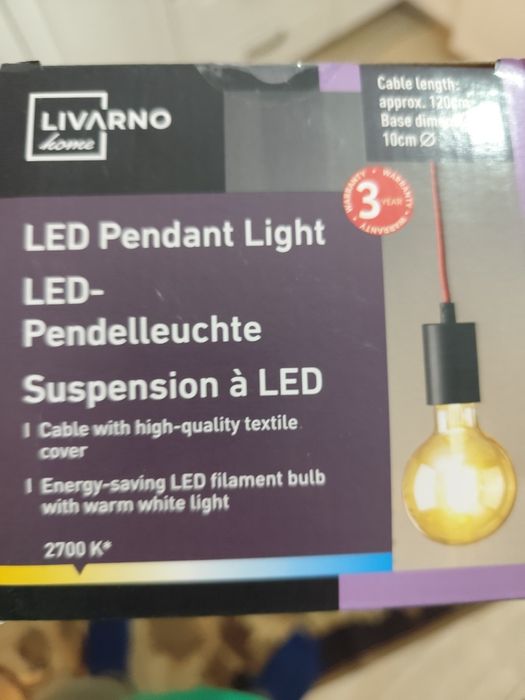 LIVARNO
home
Cable length:
approx. 120cm
Base
10cm Ø
WARRANTY • WARRANTY • WARRANTY
3 YEAR
LED Pendant Light
LED-
Pendelleuchte
Suspension à LED
Cable with high-quality textile
cover
Energy-saving LED filament bulb
with warm white light
2700 K*